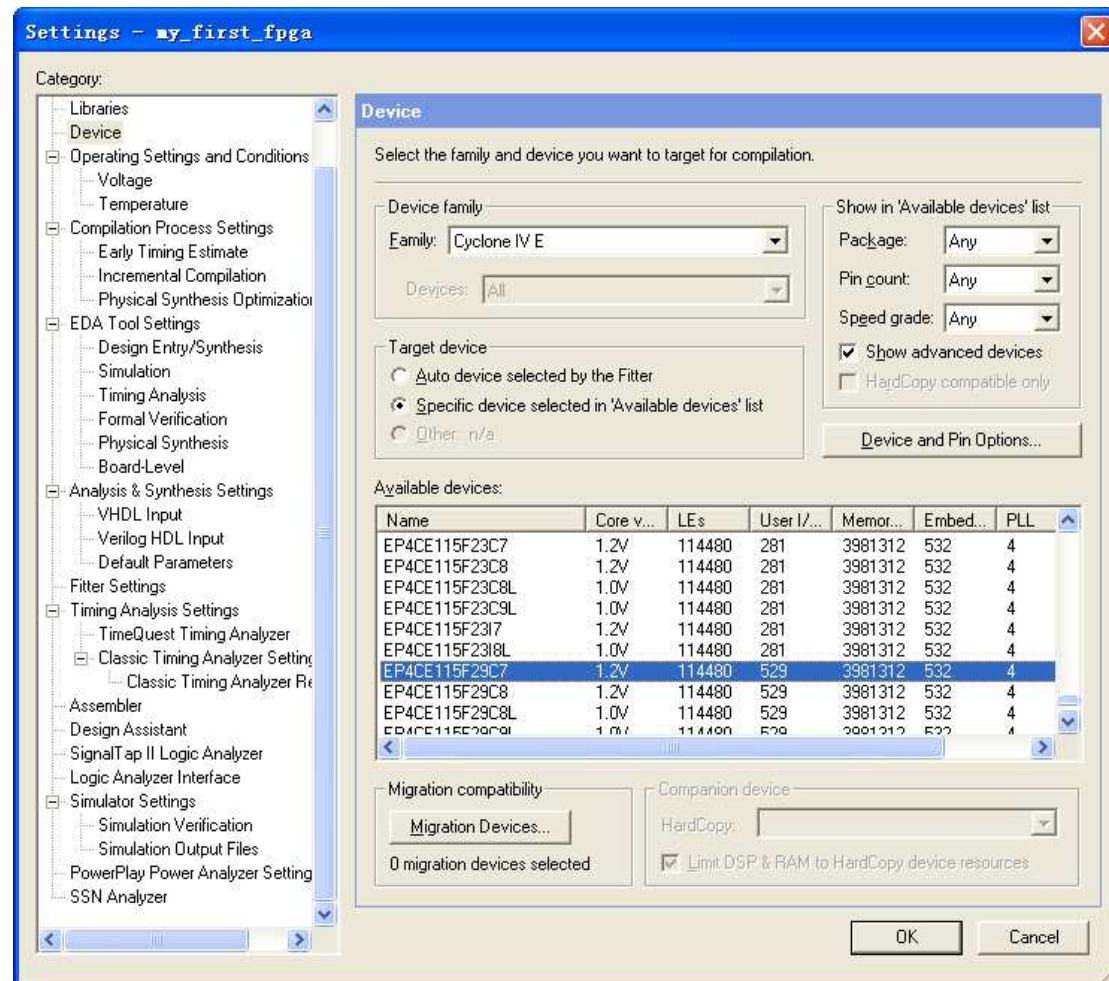 Settings - my_first_fpga
Category:
Libraries
Device
Operating Settings and Conditions
Voltage
Temperature
Compilation Process Settings
Early Timing Estimate
Incremental Compilation
Physical Synthesis Optimizatio
EDA Tool Settings
Design Entry/Synthesis
Simulation
Timing Analysis
Formal Verification
Physical Synthesis
Board-Level
Analysis & Synthesis Settings
VHDL Input
Verilog HDL Input
Default Parameters
Fitter Settings
Timing Analysis Settings
TimeQuest Timing Analyzer
Classic Timing Analyzer Setting
Classic Timing Analyzer Re
Assembler
Design Assistant
SignalTap II Logic Analyzer
Logic Analyzer Interface
Simulator Settings
Simulation Verification
Simulation Output Files
PowerPlay Power Analyzer Setting
SSN Analyzer
Device
Select the family and device you want to target for compilation.
Device family
Family: Cyclone IV E
Devices: All
Target device
Auto device selected by the Fitter
Specific device selected in 'Available devices' list
Other: n/a
Show in 'Available devices' list
Package: Any
Pin count: Any
Speed grade: Any
Show advanced devices
HardCopy compatible only
Device and Pin Options...
Available devices:
Name Core v... LEs User I/... Memor... Embed... PLL
EP4CE115F23C7 1.2V 114480 281 3981312 532 4
EP4CE115F23C8 1.2V 114480 281 3981312 532 4
EP4CE115F23C8L 1.0V 114480 281 3981312 532 4
EP4CE115F23C9L 1.0V 114480 281 3981312 532 4
EP4CE115F23I7 1.2V 114480 281 3981312 532 4
EP4CE115F23I8L 1.0V 114480 281 3981312 532 4
EP4CE115F29C7 1.2V 114480 529 3981312 532 4
EP4CE115F29C8 1.2V 114480 529 3981312 532 4
EP4CE115F29C8L 1.0V 114480 529 3981312 532 4
EP4CE115F29C9L 1.0V 114480 529 3981312 532 4
Migration compatibility
Migration Devices...
0 migration devices selected
Companion device
HardCopy:
Limit DSP & RAM to HardCopy device resources
OK Cancel